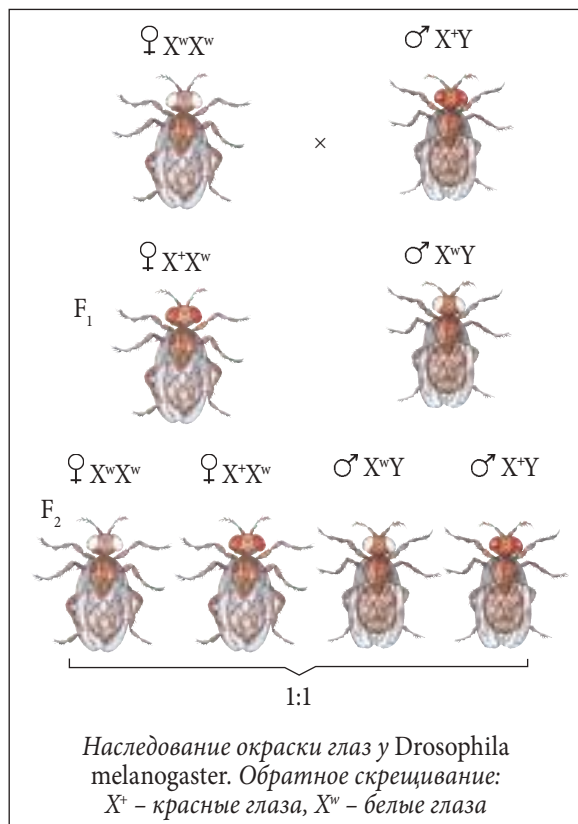 ♀ XʷXʷ ♂ X⁺Y
×
♀ X⁺Xʷ ♂ XʷY
F₁
♀ XʷXʷ ♀ X⁺Xʷ ♂ XʷY ♂ X⁺Y
F₂
1:1
Наследование окраски глаз у Drosophila
melanogaster. Обратное скрещивание:
X⁺ – красные глаза, Xʷ – белые глаза